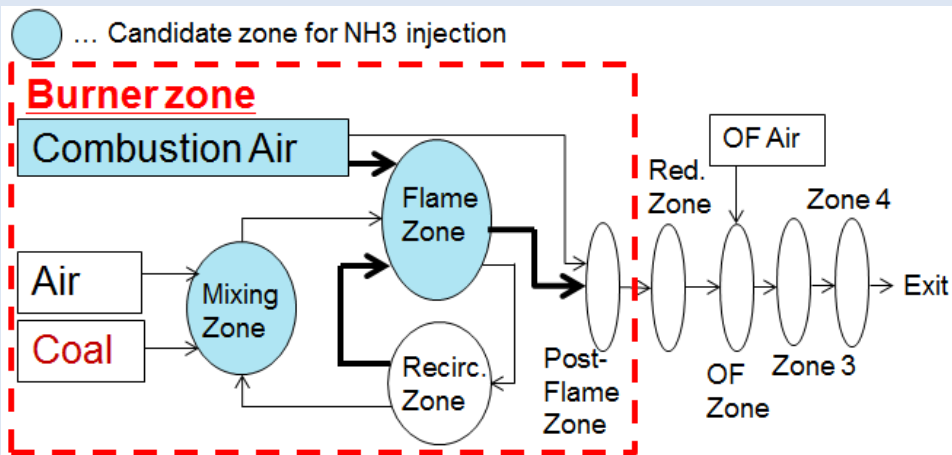 ... Candidate zone for NH3 injection
Burner zone
Combustion Air
OF Air
Flame
Zone
Red.
Zone
Zone 4
Air
Mixing
Zone
Exit
Coal
Recirc.
Zone
Post-
Flame
Zone
OF
Zone
Zone 3